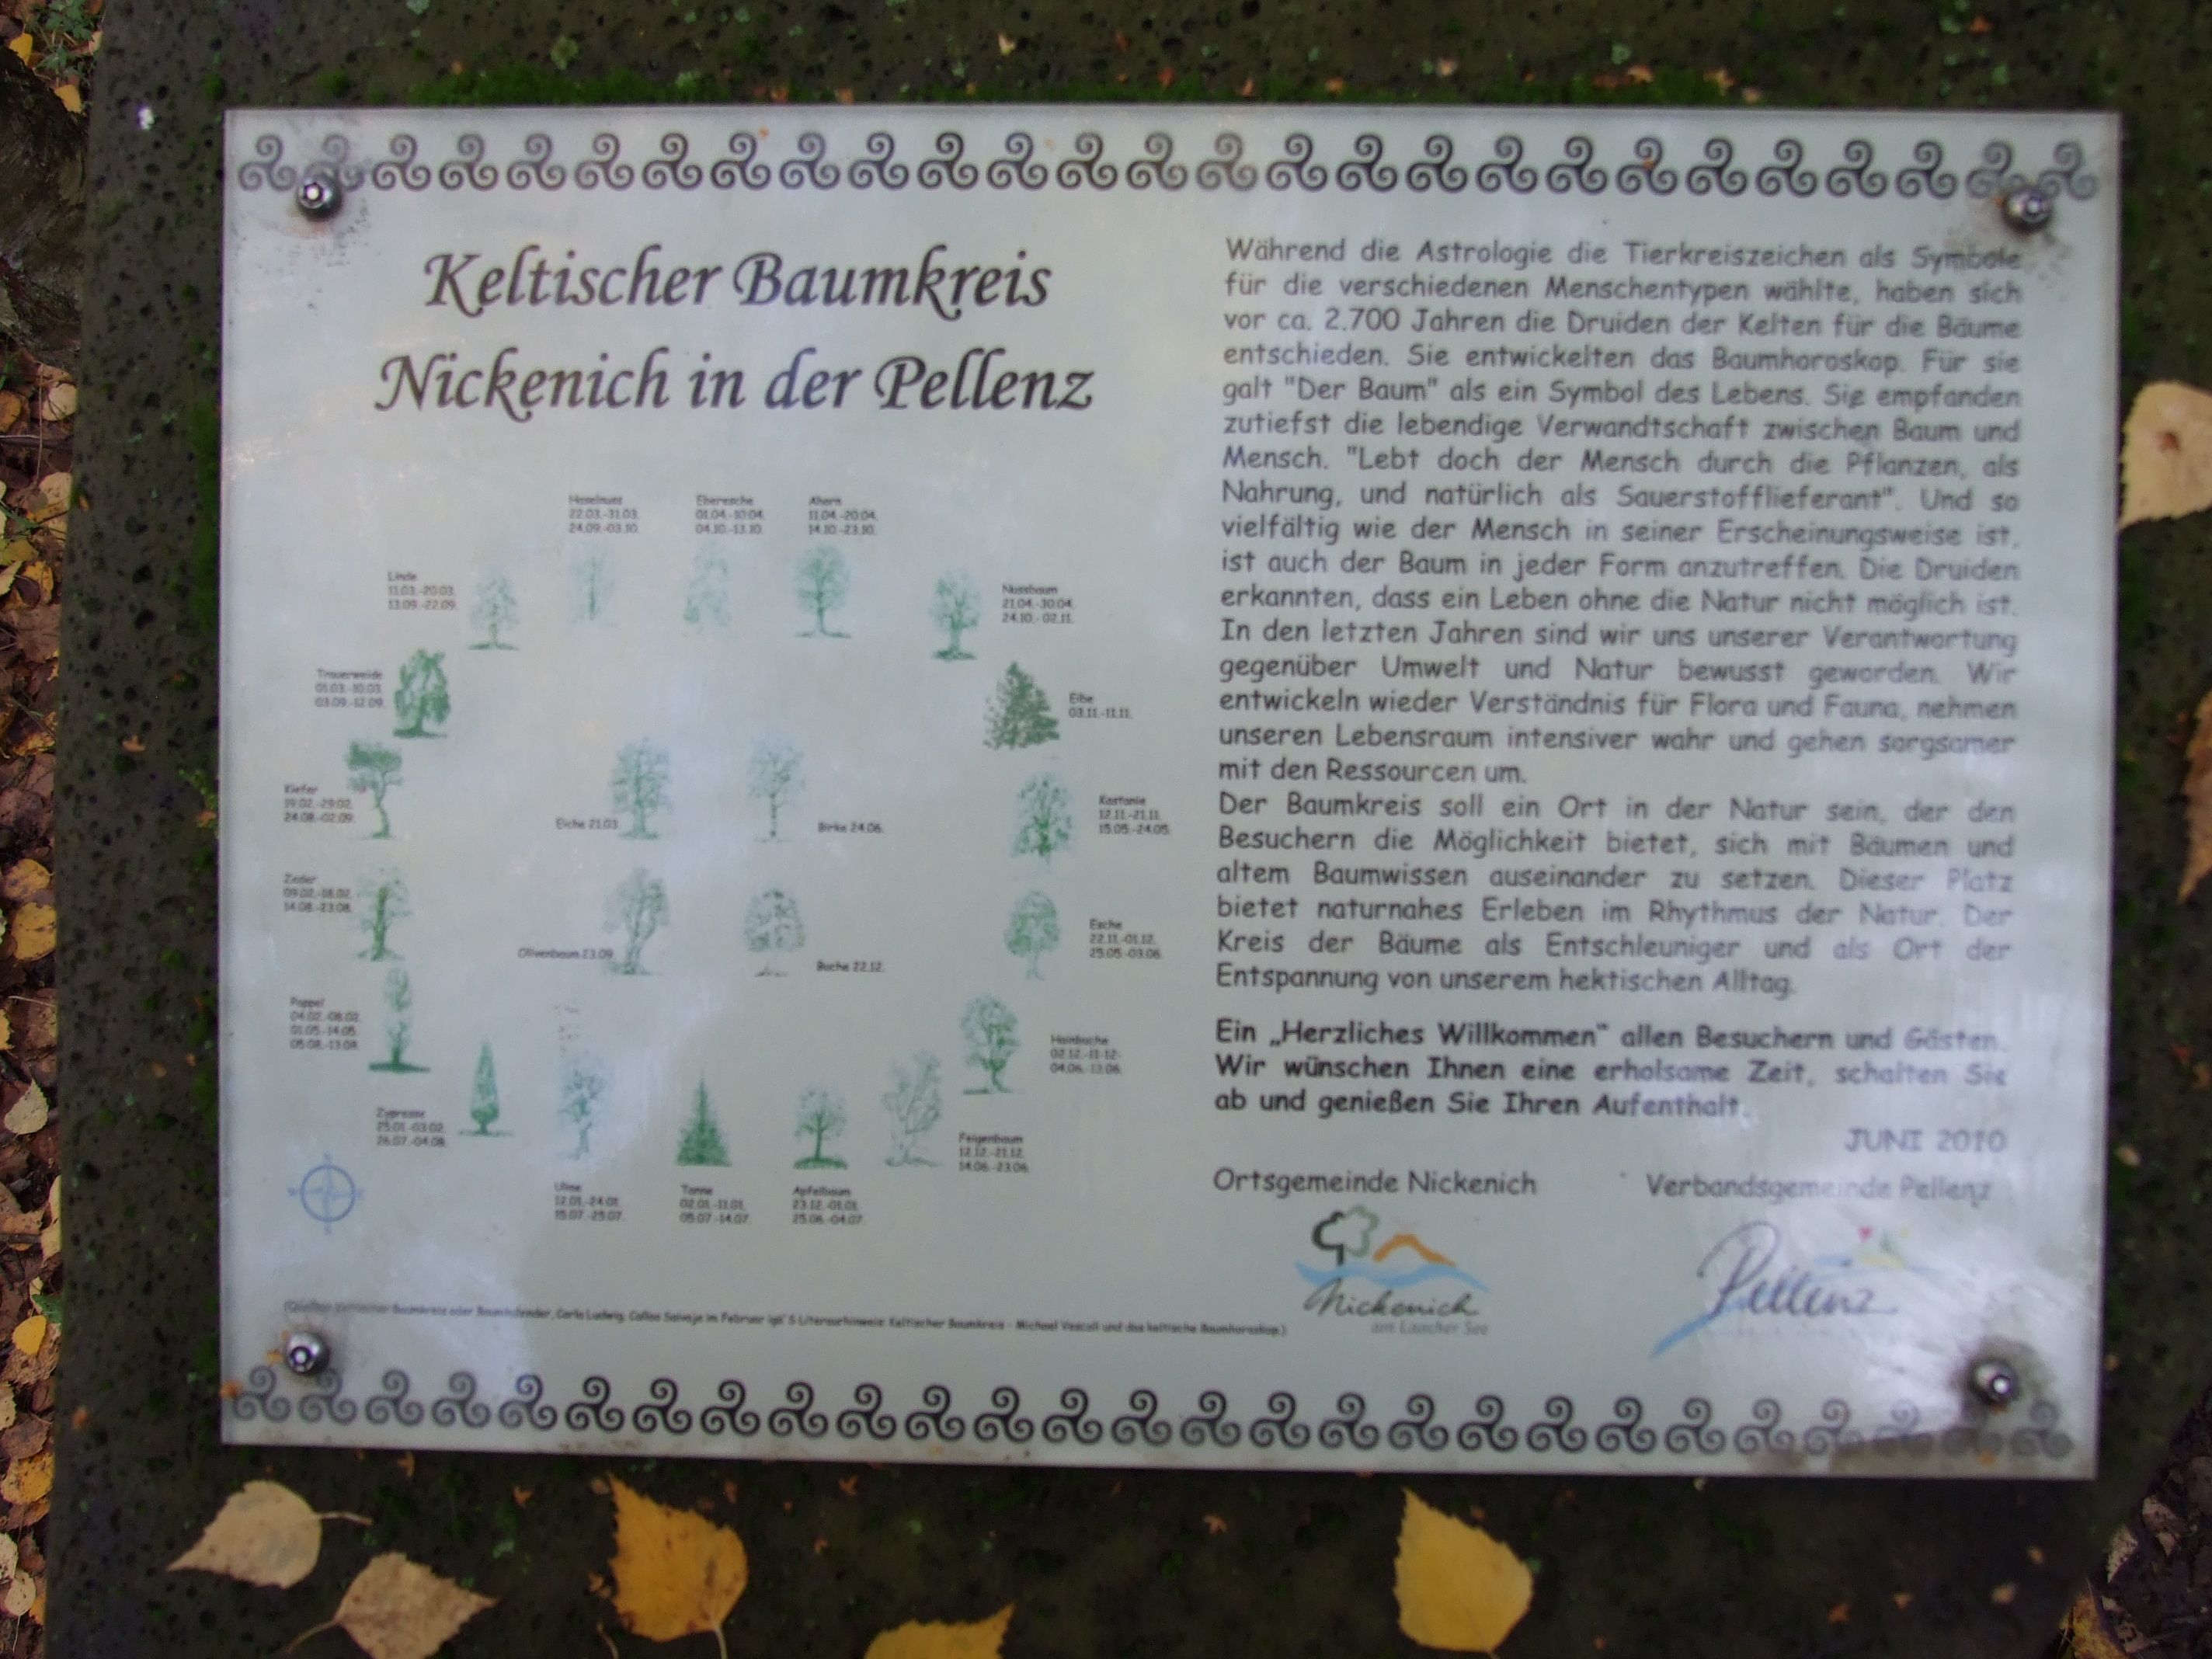 Keltischer Baumkreis
Nickenich in der Pellenz
Haselnuss
22.03.-31.03.
24.09.-03.10.
Eberesche
01.04.-10.04.
04.10.-13.10.
Ahorn
11.04.-20.04.
14.10.-23.10.
Linde
11.03.-20.03.
13.09.-22.09.
Nussbaum
21.04.-30.04.
24.10.-02.11.
Trauerweide
01.03.-10.03.
03.09.-12.09.
Eibe
03.11.-11.11.
Kiefer
19.02.-29.02.
24.08.-02.09.
Eiche 21.03.
Birke 24.06.
Kastanie
12.11.-21.11.
15.05.-24.05.
Zeder
09.02.-18.02.
14.08.-23.08.
Olivenbaum 23.09.
Buche 22.12.
Esche
22.11.-01.12.
25.05.-03.06.
Pappel
04.02.-08.02.
01.05.-14.05.
05.08.-13.08.
Hainbuche
02.12.-11.12.
04.06.-13.06.
Zypresse
25.01.-03.02.
26.07.-04.08.
Feigenbaum
12.12.-21.12.
14.06.-23.06.
Ulme
12.01.-24.01.
15.07.-25.07.
Tanne
02.01.-11.01.
05.07.-14.07.
Apfelbaum
23.12.-01.01.
25.06.-04.07.
Baumkreis oder Baumkalender, Carla Ludwig, im Februar Keltischer Baumkreis - Michael Vescoli und das keltische Baumhoroskop.)
Während die Astrologie die Tierkreiszeichen als Symbole
für die verschiedenen Menschentypen wählte, haben sich
vor ca. 2.700 Jahren die Druiden der Kelten für die Bäume
entschieden. Sie entwickelten das Baumhoroskop. Für sie
galt "Der Baum" als ein Symbol des Lebens. Sie empfanden
zutiefst die lebendige Verwandtschaft zwischen Baum und
Mensch. "Lebt doch der Mensch durch die Pflanzen, als
Nahrung, und natürlich als Sauerstofflieferant". Und so
vielfältig wie der Mensch in seiner Erscheinungsweise ist,
ist auch der Baum in jeder Form anzutreffen. Die Druiden
erkannten, dass ein Leben ohne die Natur nicht möglich ist.
In den letzten Jahren sind wir uns unserer Verantwortung
gegenüber Umwelt und Natur bewusst geworden. Wir
entwickeln wieder Verständnis für Flora und Fauna, nehmen
unseren Lebensraum intensiver wahr und gehen sorgsamer
mit den Ressourcen um.
Der Baumkreis soll ein Ort in der Natur sein, der den
Besuchern die Möglichkeit bietet, sich mit Bäumen und
altem Baumwissen auseinander zu setzen. Dieser Platz
bietet naturnahes Erleben im Rhythmus der Natur. Der
Kreis der Bäume als Entschleuniger und als Ort der
Entspannung von unserem hektischen Alltag.
Ein „Herzliches Willkommen" allen Besuchern und Gästen.
Wir wünschen Ihnen eine erholsame Zeit, schalten Sie
ab und genießen Sie Ihren Aufenthalt.
JUNI 2010
Ortsgemeinde Nickenich
Verbandsgemeinde Pellenz
Nickenich
am Laacher See
Pellenz